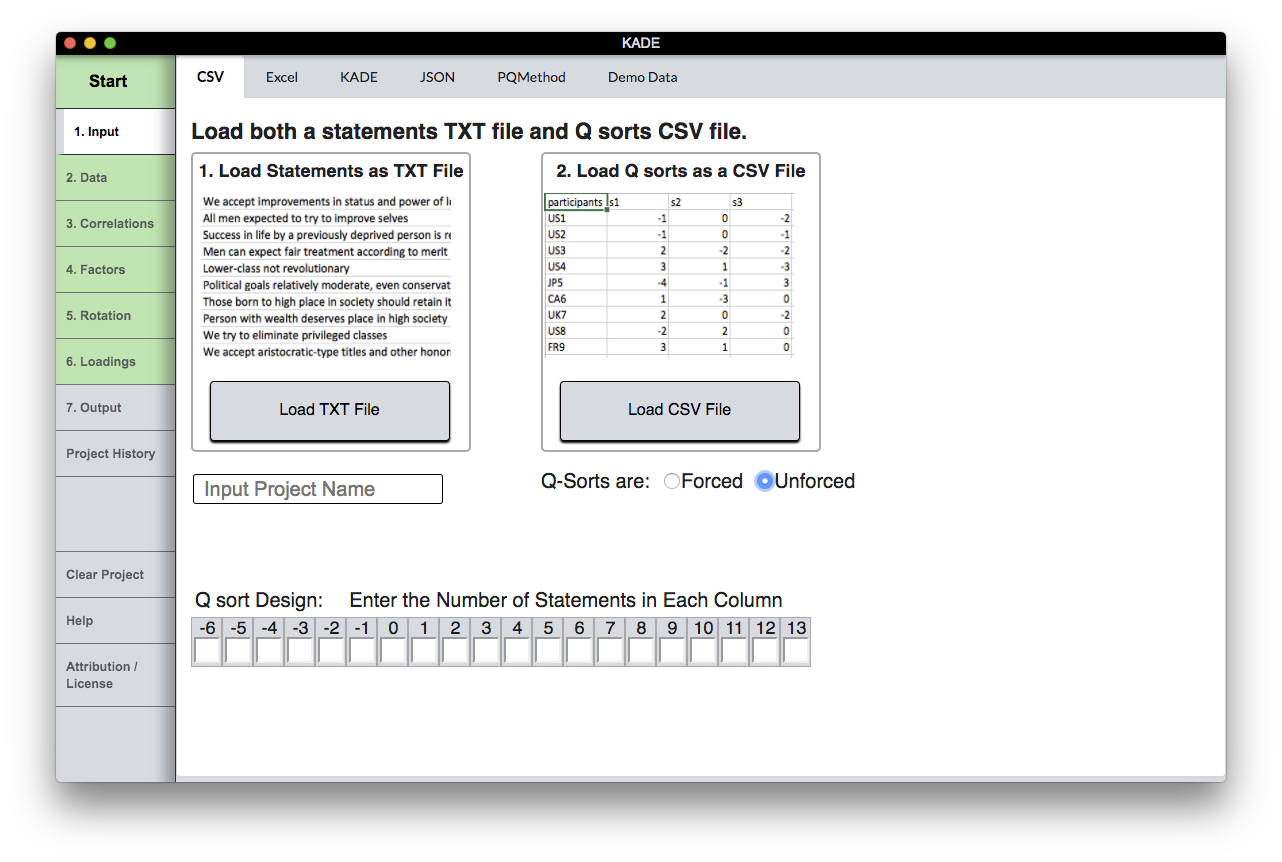 KADE
Start
CSV Excel KADE JSON PQMethod Demo Data
1. Input
2. Data
3. Correlations
4. Factors
5. Rotation
6. Loadings
7. Output
Project History
Clear Project
Help
Attribution /
License
Load both a statements TXT file and Q sorts CSV file.
1. Load Statements as TXT File
We accept improvements in status and power of
All men expected to try to improve selves
Success in life by a previously deprived person is
Men can expect fair treatment according to merit
Lower-class not revolutionary
Political goals relatively moderate, even conservat
Those born to high place in society should retain it
Person with wealth deserves place in high society
We try to eliminate privileged classes
We accept aristocratic-type titles and other honor
Load TXT File
2. Load Q sorts as a CSV File
participants s1 s2 s3
US1 -1 0 -2
US2 -1 0 -1
US3 2 -2 -2
US4 3 1 -3
JP5 -4 -1 3
CA6 1 -3 0
UK7 2 0 -2
US8 -2 2 0
FR9 3 1 0
Load CSV File
Input Project Name
Q-Sorts are: Forced Unforced
Q sort Design: Enter the Number of Statements in Each Column
-6 -5 -4 -3 -2 -1 0 1 2 3 4 5 6 7 8 9 10 11 12 13